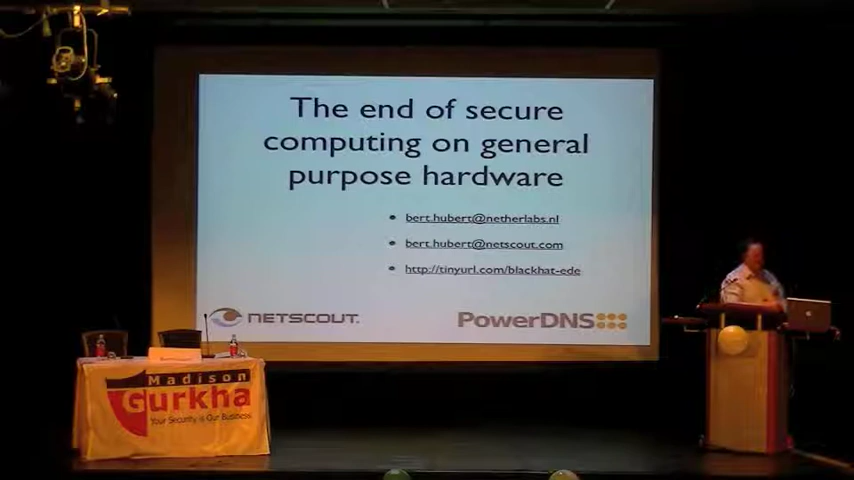 The end of secure
computing on general
purpose hardware
bert.hubert@netherlabs.nl
bert.hubert@netscout.com
http://tinyurl.com/blackhat-ede
NETSCOUT.
PowerDNS
Madison
Gurkha
Your Security is Our Business